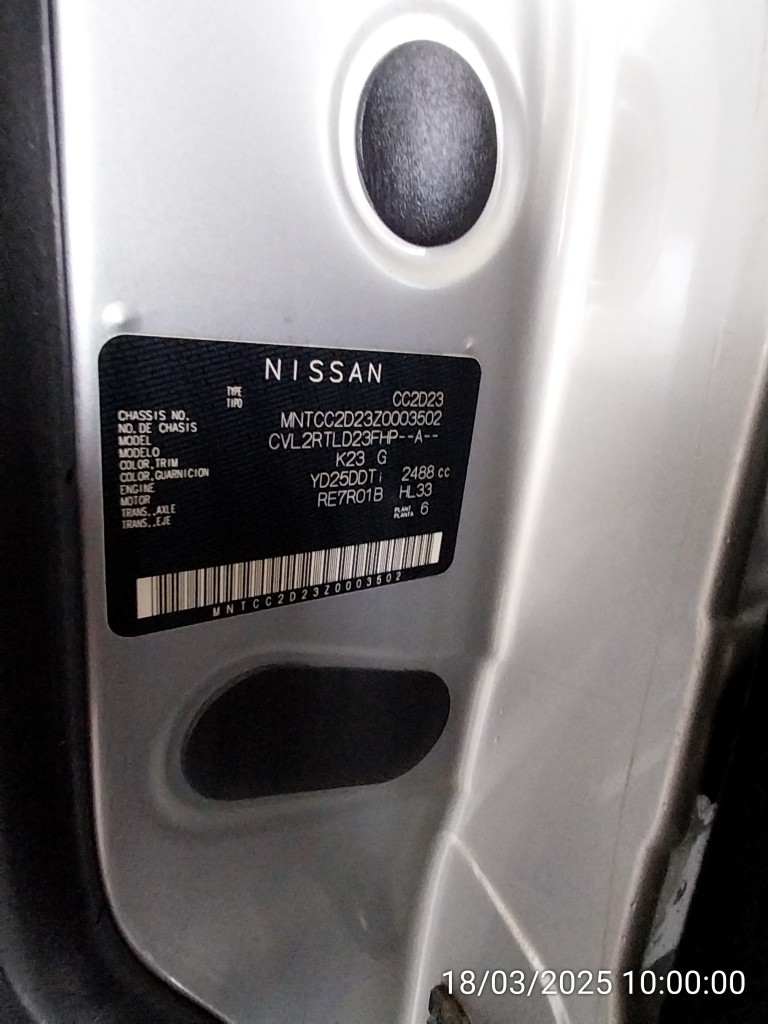 NISSAN
TYPE
TIPO
CC2D23
CHASSIS NO.
NO. DE CHASIS
MNTCC2D23Z0003502
MODEL
MODELO
CVL2RTLD23FHP--A--
COLOR,TRIM
COLOR,GUARNICION
K23 G
ENGINE
MOTOR
YD25DDTi 2488 cc
TRANS.,AXLE
TRANS.,EJE
RE7R01B HL33
PLANT
PLANTA
6
MNTCC2D23Z0003502
18/03/2025 10:00:00